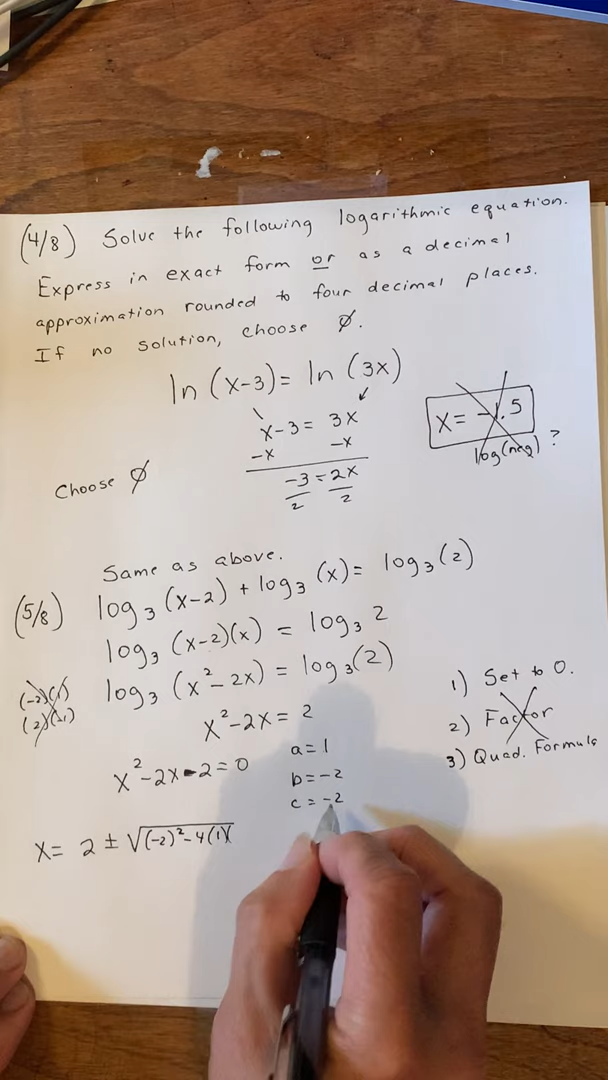 (4/8) Solve the following logarithmic equation.
Express in exact form or as a decimal
approximation rounded to four decimal places.
If no solution, choose ∅.
ln (x-3) = ln (3x)
x-3 = 3x
-x -x
-3 = 2x
2 2
x = -1.5
log(neg) ?
Choose ∅
Same as above.
(5/8) log₃ (x-2) + log₃ (x) = log₃ (2)
log₃ (x-2)(x) = log₃ 2
log₃ (x²-2x) = log₃(2)
(-2)(1)
(2)(-1)
x²-2x = 2
x²-2x-2=0
a=1
b=-2
c=-2
1) Set to 0.
2) Factor
3) Quad. Formula
x= 2 ± √(-2)²-4(1)(